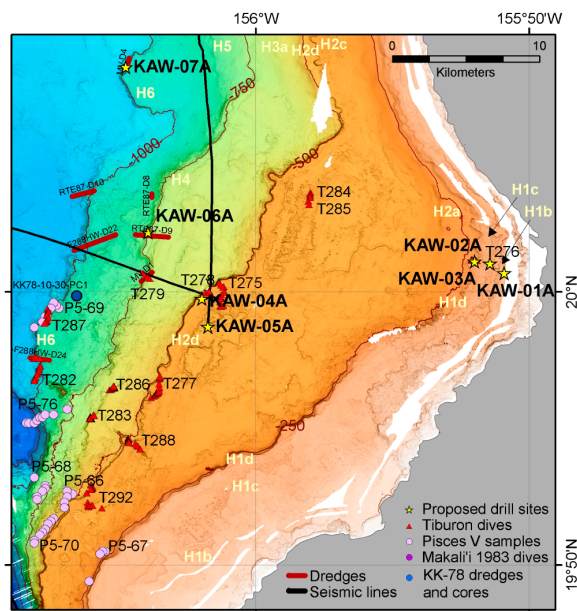 156°W
155°50'W
0
10
Kilometers
H5
H3a
H2d
H2c
KAW-07A
H6
-750
-1000
-500
RTE87-D10
RTE87-D8
H4
T284
T285
H1c
KAW-06A
H2a
H1b
F288HW-D22
RTE87-D9
KAW-02A
T276
KK78-10-30-PC1
T278
T275
KAW-03A
KAW-01A
20°N
T279
P5-69
KAW-04A
H1d
T287
H6
H2d
KAW-05A
F288HW-D24
T282
T286
T277
P5-76
T283
-250
T288
P5-68
H1d
P5-66
H1c
T292
P5-70
P5-67
H1b
Proposed drill sites
Tiburon dives
Pisces V samples
Makali'i 1983 dives
KK-78 dredges
and cores
Dredges
Seismic lines
19°50'N